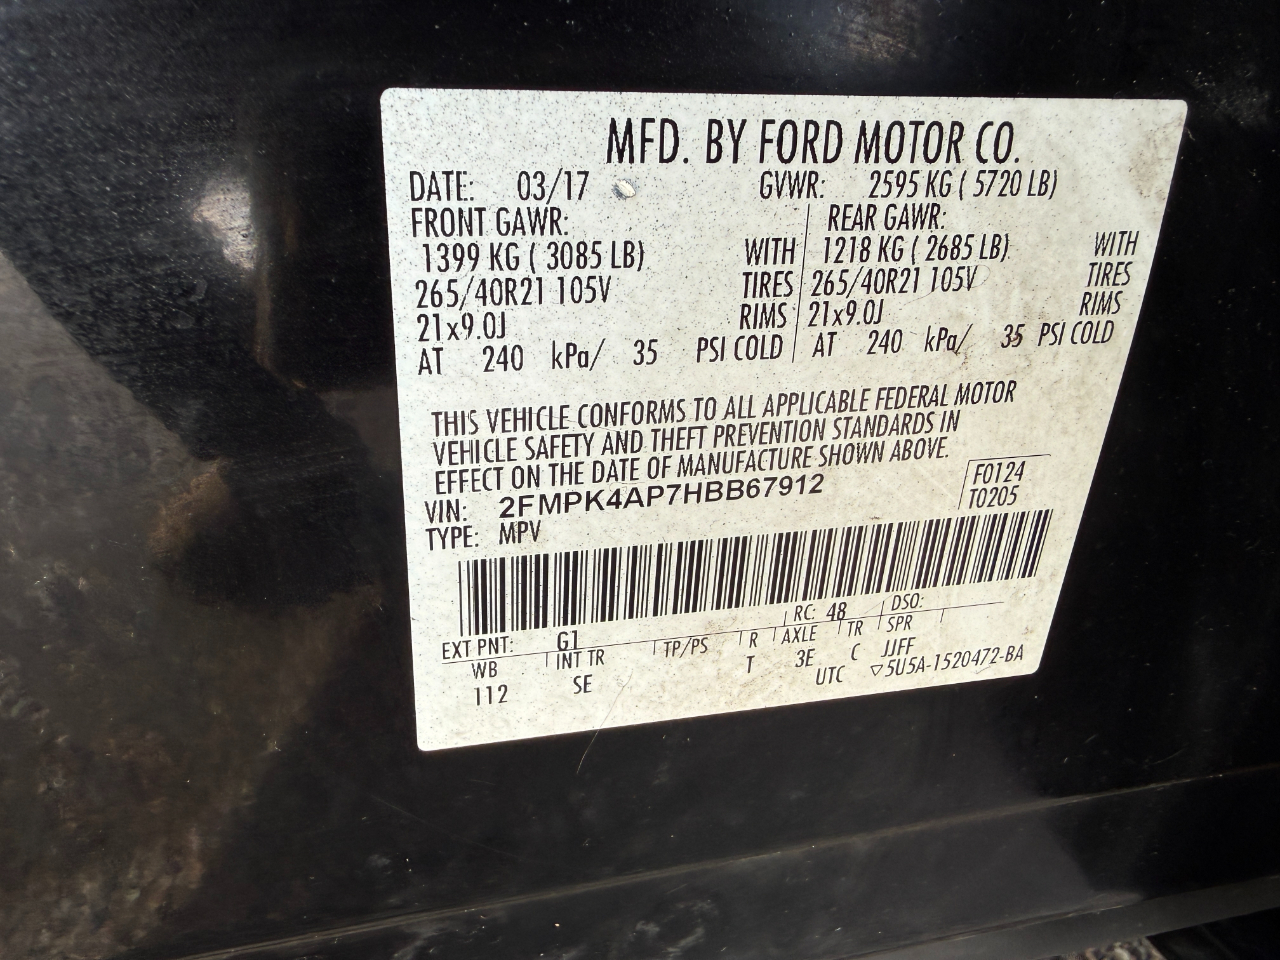 MFD. BY FORD MOTOR CO.
DATE: 03/17 GVWR: 2595 KG ( 5720 LB)
FRONT GAWR: REAR GAWR:
1399 KG ( 3085 LB) WITH 1218 KG ( 2685 LB) WITH
265/40R21 105V TIRES 265/40R21 105V TIRES
21x9.0J RIMS 21x9.0J RIMS
AT 240 kPa/ 35 PSI COLD AT 240 kPa/ 35 PSI COLD
THIS VEHICLE CONFORMS TO ALL APPLICABLE FEDERAL MOTOR
VEHICLE SAFETY AND THEFT PREVENTION STANDARDS IN
EFFECT ON THE DATE OF MANUFACTURE SHOWN ABOVE.
VIN: 2FMPK4AP7HBB67912 F0124
TYPE: MPV T0205
EXT PNT: G1 RC: 48 DSO:
WB INT TR TP/PS R AXLE TR SPR
112 SE T 3E C JJFF
UTC ▽5U5A-1520472-BA